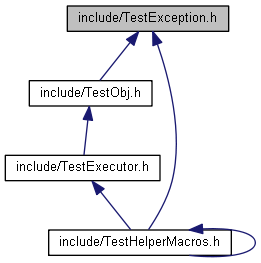 include/TestException.h
include/TestObj.h
include/TestExecutor.h
include/TestHelperMacros.h